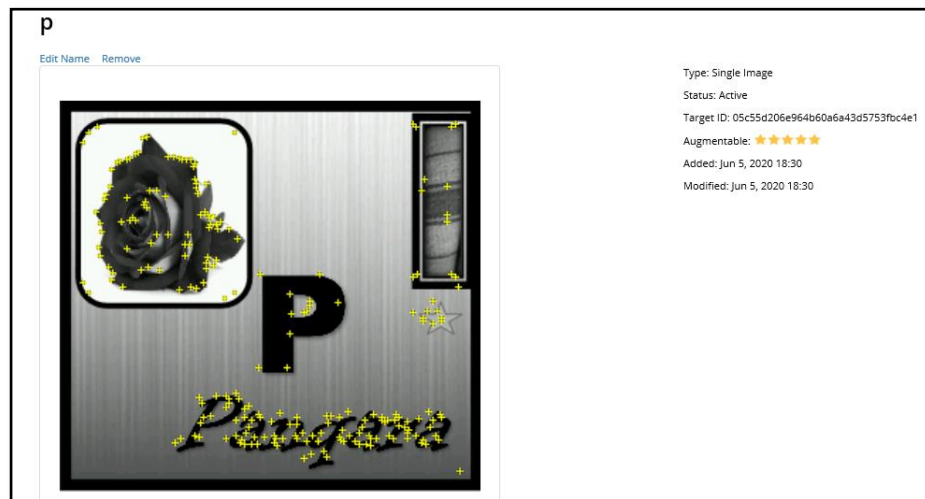 p
Edit Name Remove
Type: Single Image
Status: Active
Target ID: 05c55d206e964b60a6a43d5753fbc4e1
Augmentable:
Added: Jun 5, 2020 18:30
Modified: Jun 5, 2020 18:30
P